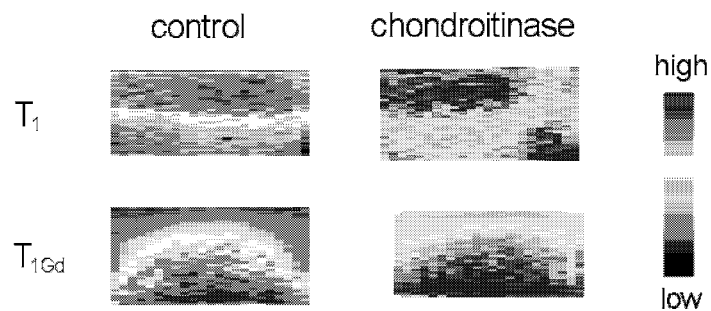 control chondroitinase
high
T₁
T₁Gd
low